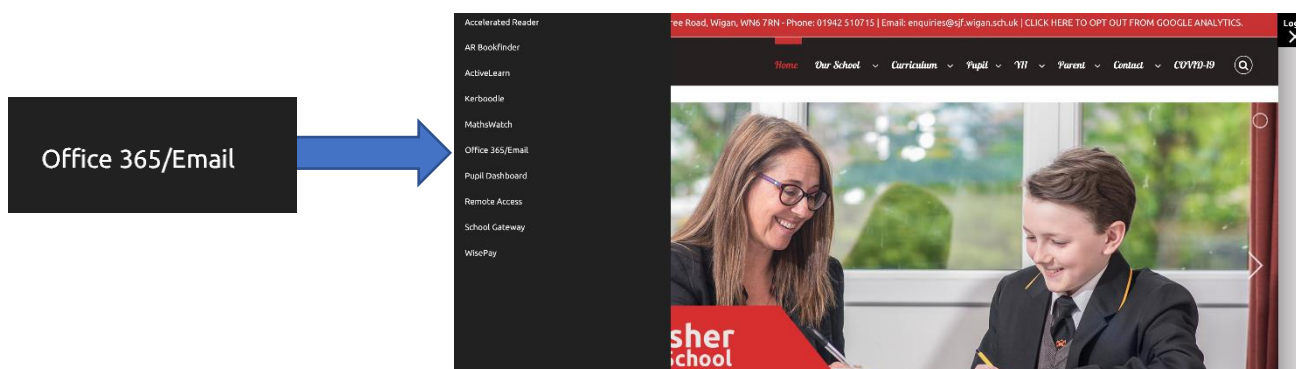 Office 365/Email
Accelerated Reader
AR Bookfinder
ActiveLearn
Kerboodle
MathsWatch
Office 365/Email
Pupil Dashboard
Remote Access
School Gateway
WisePay
Road, Wigan, WN6 7RN - Phone: 01942 510715 | Email: enquiries@sjf.wigan.sch.uk | CLICK HERE TO OPT OUT FROM GOOGLE ANALYTICS.
Home Our School Curriculum Pupil Y11 Parent Contact COVID-19
sher
School